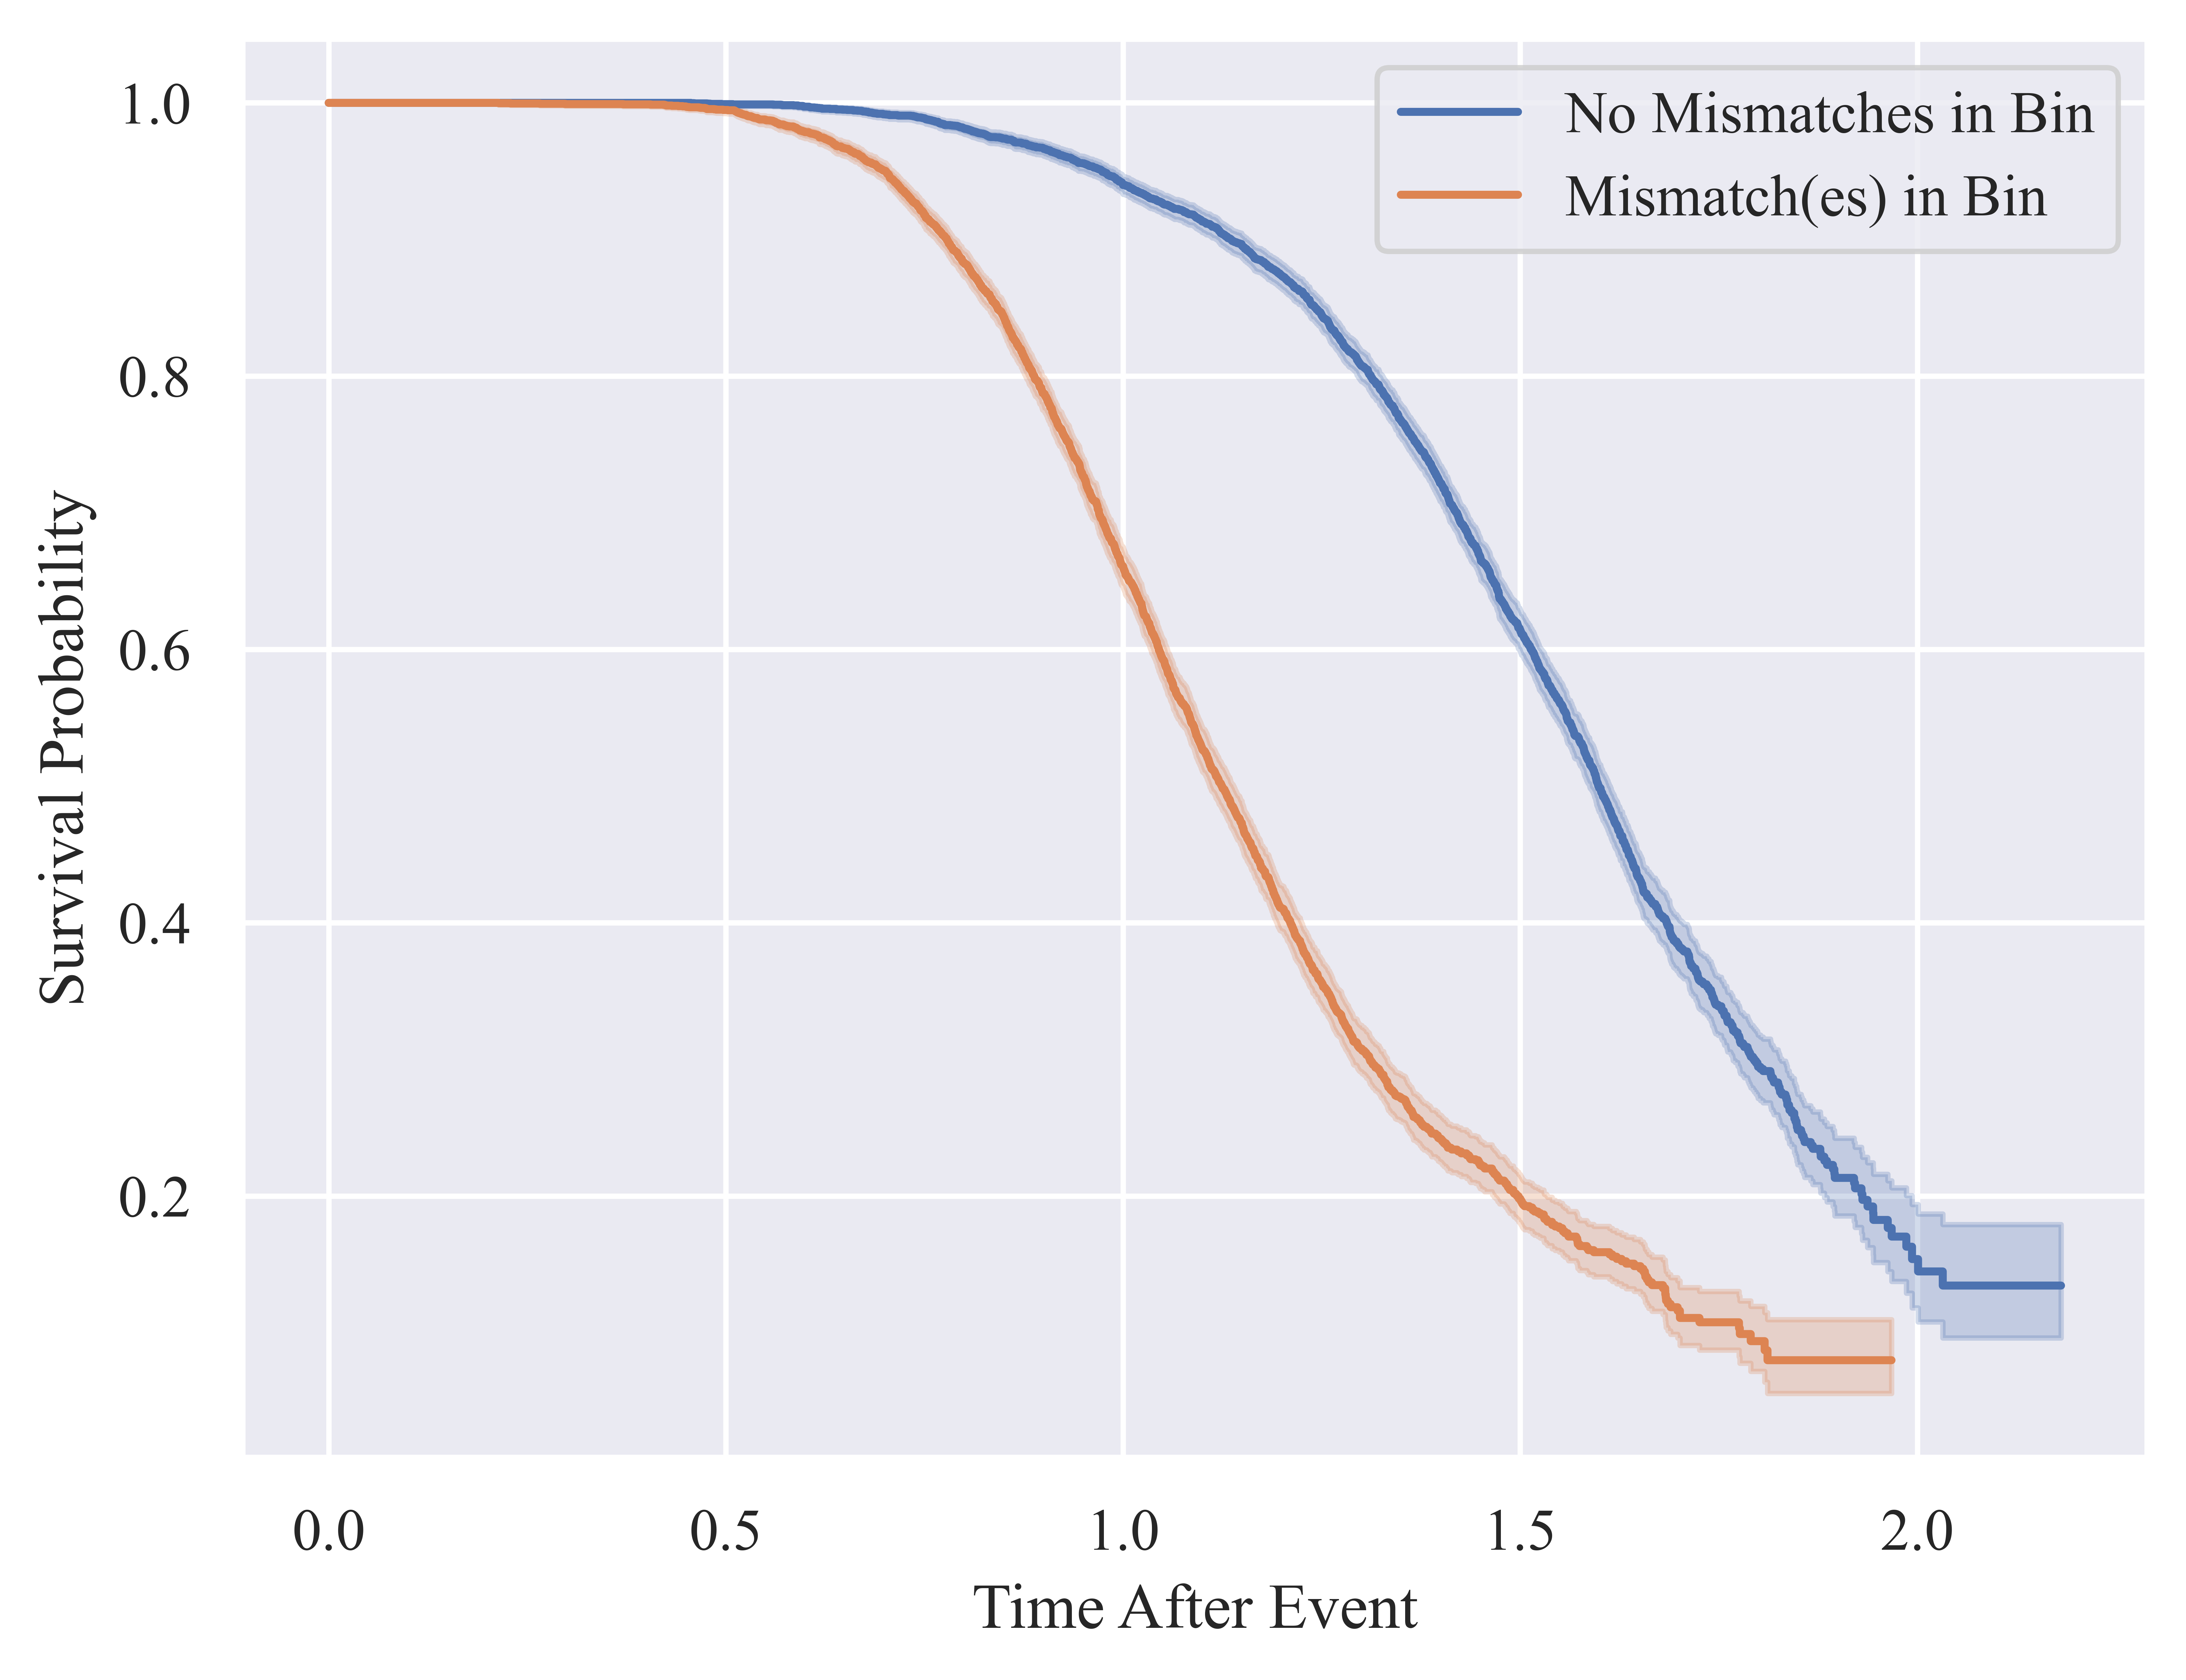 No Mismatches in Bin
Mismatch(es) in Bin
1.0
0.8
0.6
0.4
0.2
Survival Probability
0.0 0.5 1.0 1.5 2.0
Time After Event